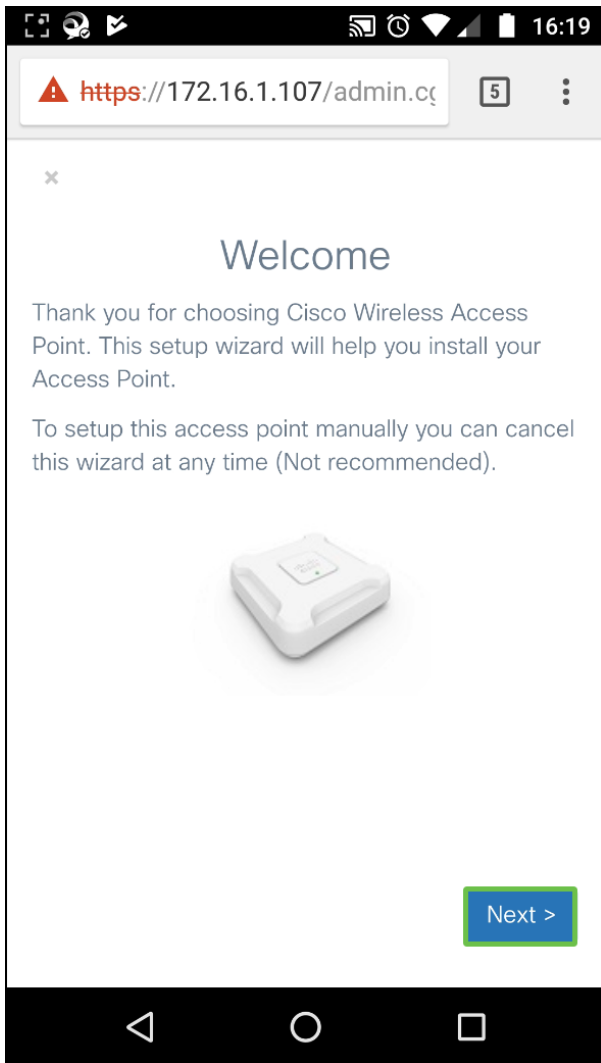 16:19
https://172.16.1.107/admin.cg
5
Welcome
Thank you for choosing Cisco Wireless Access
Point. This setup wizard will help you install your
Access Point.
To setup this access point manually you can cancel
this wizard at any time (Not recommended).
Next >